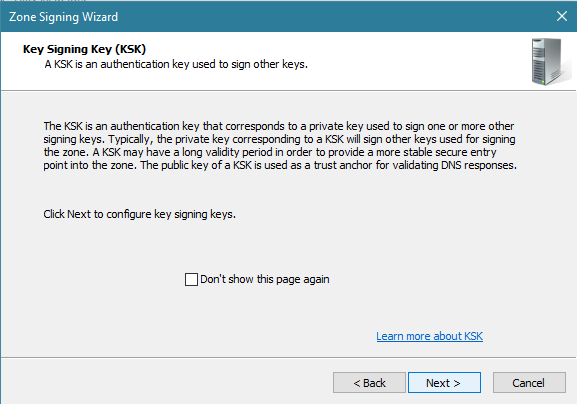 Zone Signing Wizard
Key Signing Key (KSK)
A KSK is an authentication key used to sign other keys.
The KSK is an authentication key that corresponds to a private key used to sign one or more other
signing keys. Typically, the private key corresponding to a KSK will sign other keys used for signing
the zone. A KSK may have a long validity period in order to provide a more stable secure entry
point into the zone. The public key of a KSK is used as a trust anchor for validating DNS responses.
Click Next to configure key signing keys.
Don't show this page again
Learn more about KSK
< Back
Next >
Cancel